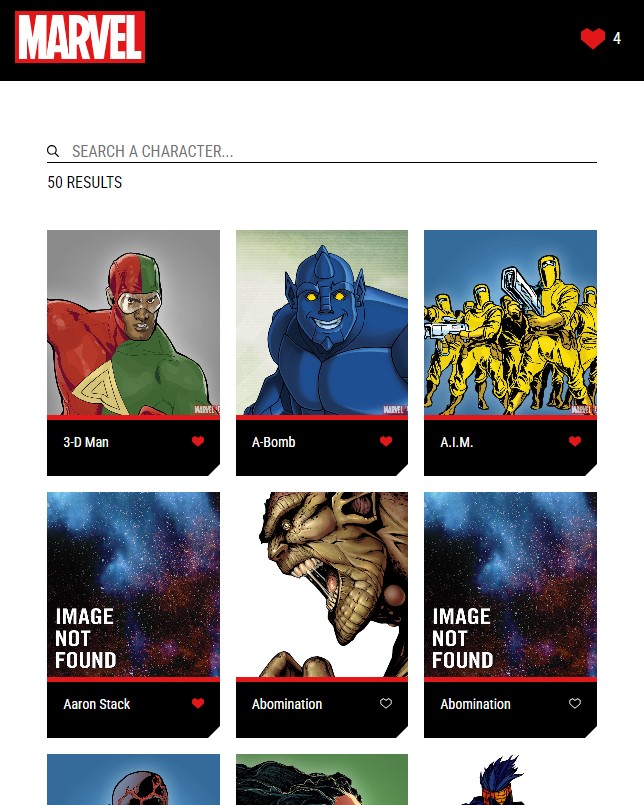 MARVEL
4
SEARCH A CHARACTER...
50 RESULTS
MARVEL
MARVEL
MARVEL
3-D Man
A-Bomb
A.I.M.
IMAGE
NOT
FOUND
IMAGE
NOT
FOUND
Aaron Stack
Abomination
Abomination